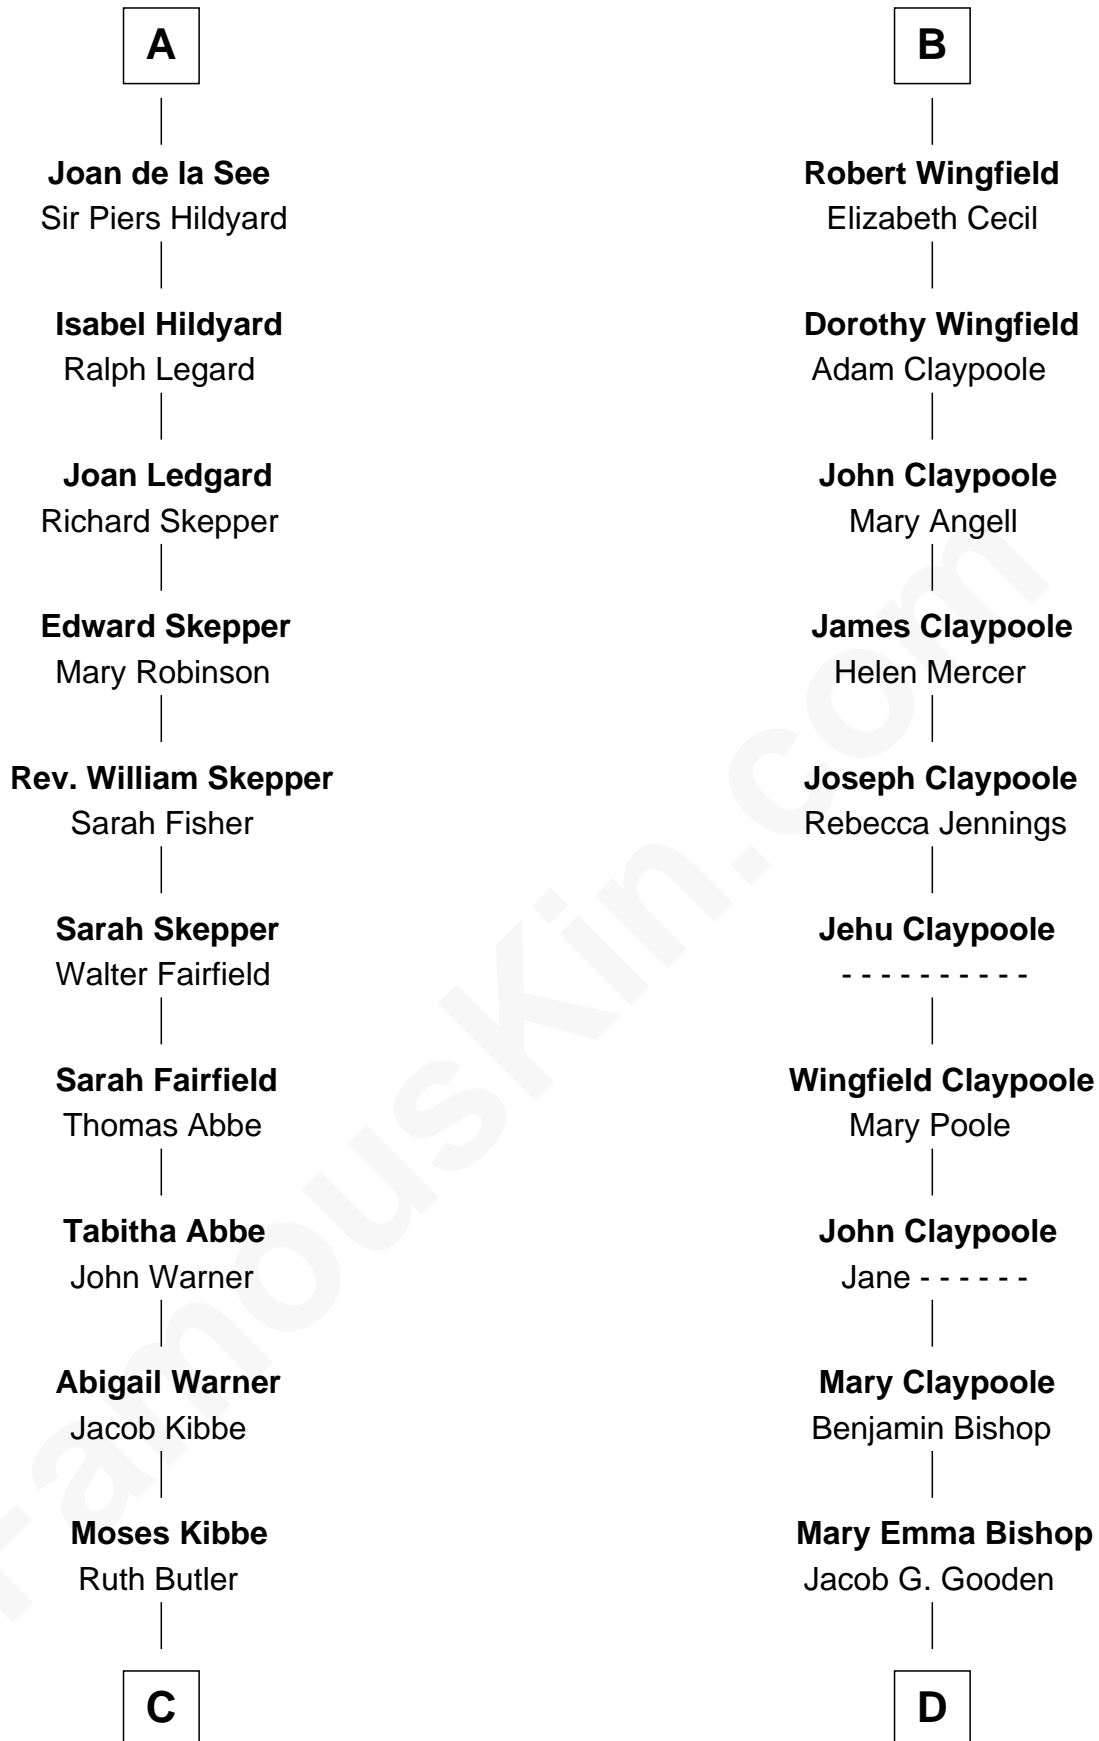 A
Joan de la See
Sir Piers Hildyard
Isabel Hildyard
Ralph Legard
Joan Ledgard
Richard Skepper
Edward Skepper
Mary Robinson
Rev. William Skepper
Sarah Fisher
Sarah Skepper
Walter Fairfield
Sarah Fairfield
Thomas Abbe
Tabitha Abbe
John Warner
Abigail Warner
Jacob Kibbe
Moses Kibbe
Ruth Butler
C
B
Robert Wingfield
Elizabeth Cecil
Dorothy Wingfield
Adam Claypoole
John Claypoole
Mary Angell
James Claypoole
Helen Mercer
Joseph Claypoole
Rebecca Jennings
Jehu Claypoole
- - - - - - - - - -
Wingfield Claypoole
Mary Poole
John Claypoole
Jane - - - - - -
Mary Claypoole
Benjamin Bishop
Mary Emma Bishop
Jacob G. Gooden
D
FamousKin.com